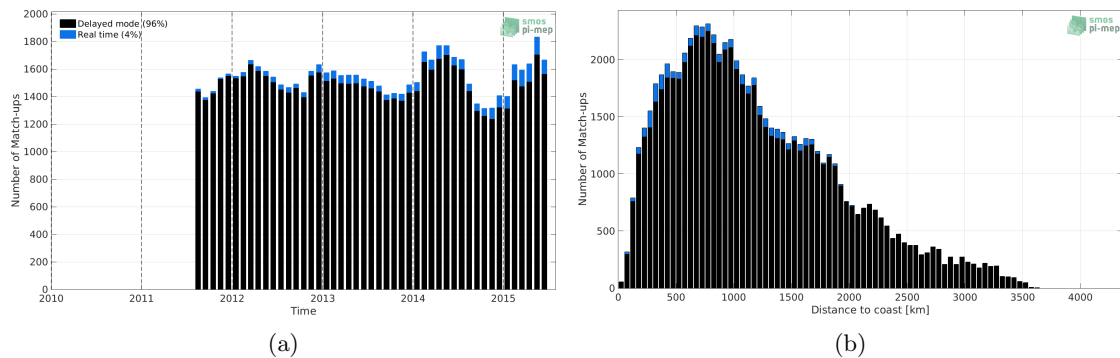 Delayed mode (96%)
Real time (4%)
smos
pi-mep
2000
1800
1600
1400
1200
1000
800
600
400
200
0
Number of Match-ups
2010 2011 2012 2013 2014 2015
Time
(a)
smos
pi-mep
2000
1500
1000
500
0
Number of Match-ups
0 500 1000 1500 2000 2500 3000 3500 4000
Distance to coast [km]
(b)